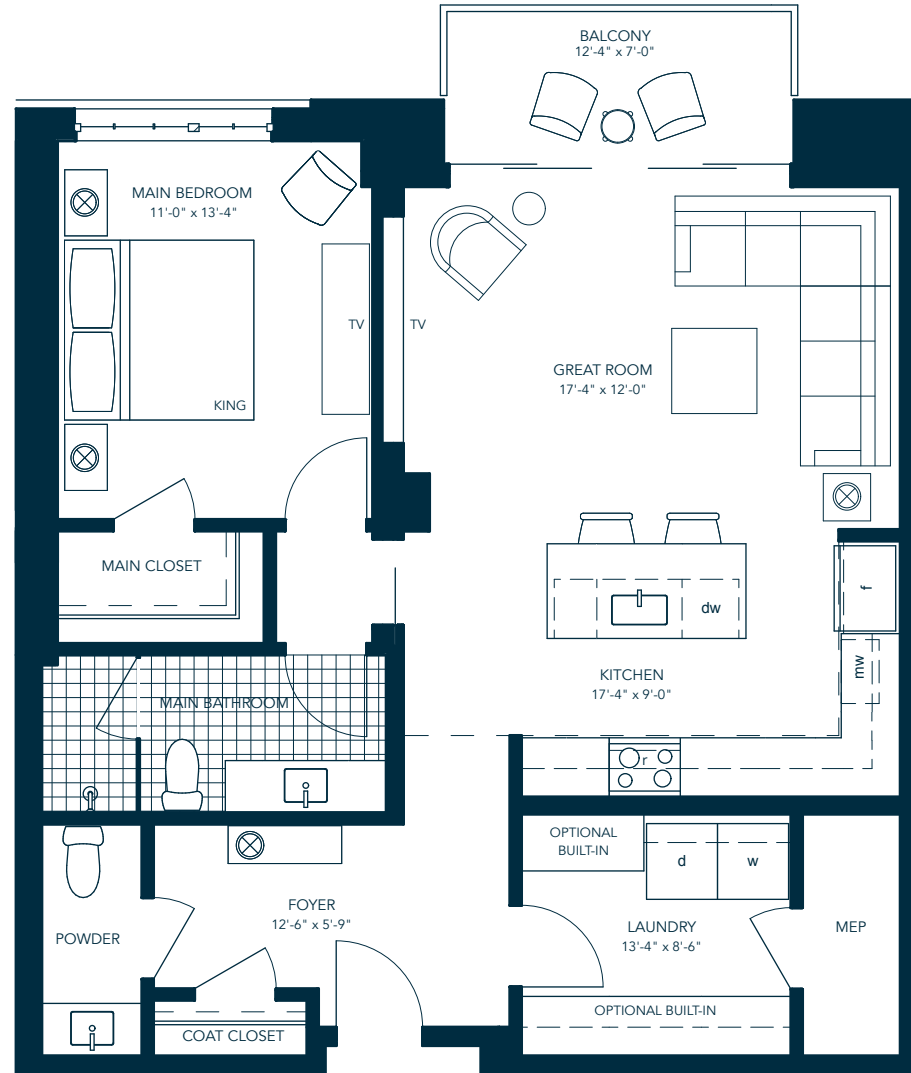 BALCONY
12'-4" x 7'-0"
MAIN BEDROOM
11'-0" x 13'-4"
TV
TV
KING
GREAT ROOM
17'-4" x 12'-0"
MAIN CLOSET
f
dw
mw
KITCHEN
17'-4" x 9'-0"
MAIN BATHROOM
r
OPTIONAL
BUILT-IN
d
w
FOYER
12'-6" x 5'-9"
POWDER
LAUNDRY
13'-4" x 8'-6"
MEP
OPTIONAL BUILT-IN
COAT CLOSET